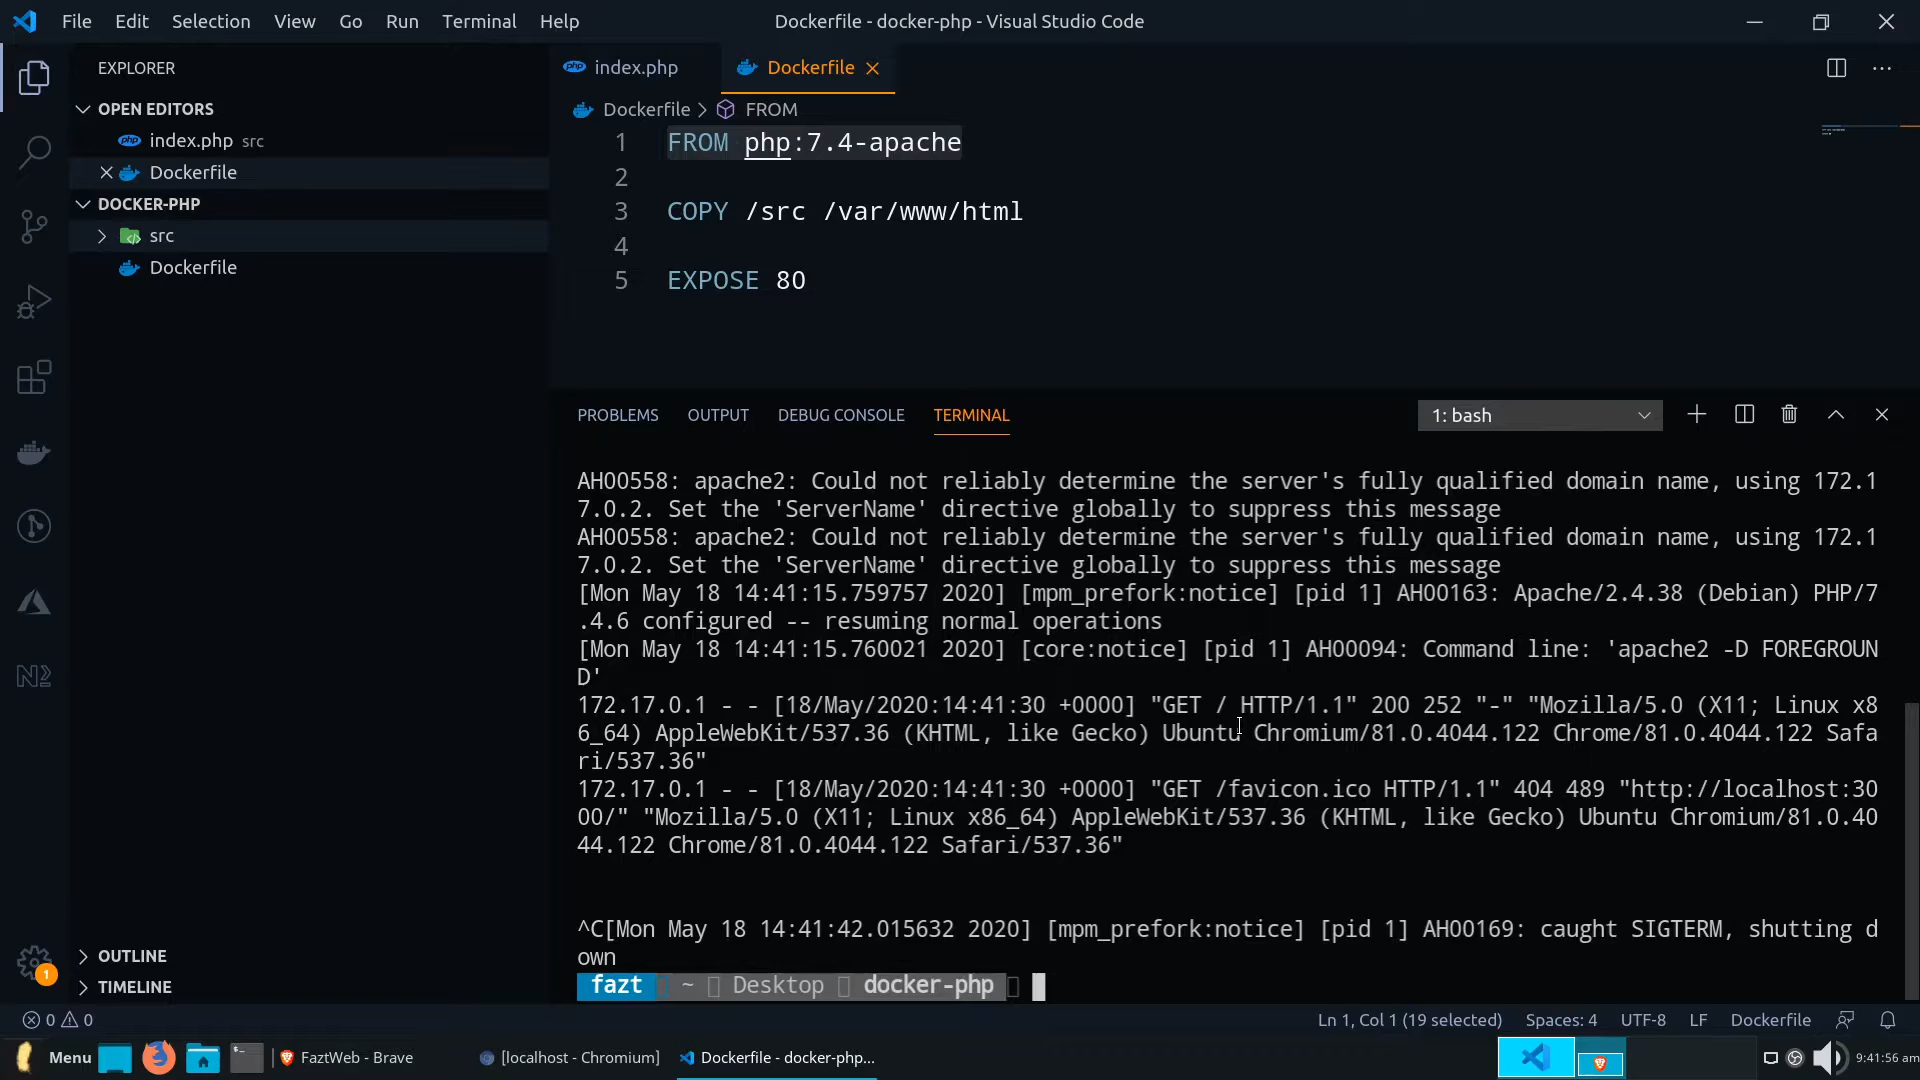 File Edit Selection View Go Run Terminal Help
Dockerfile - docker-php - Visual Studio Code
EXPLORER
OPEN EDITORS
index.php src
Dockerfile
DOCKER-PHP
src
Dockerfile
OUTLINE
TIMELINE
index.php
Dockerfile
Dockerfile > FROM
1 FROM php:7.4-apache
2
3 COPY /src /var/www/html
4
5 EXPOSE 80
PROBLEMS OUTPUT DEBUG CONSOLE TERMINAL
1: bash
AH00558: apache2: Could not reliably determine the server's fully qualified domain name, using 172.1
7.0.2. Set the 'ServerName' directive globally to suppress this message
AH00558: apache2: Could not reliably determine the server's fully qualified domain name, using 172.1
7.0.2. Set the 'ServerName' directive globally to suppress this message
[Mon May 18 14:41:15.759757 2020] [mpm_prefork:notice] [pid 1] AH00163: Apache/2.4.38 (Debian) PHP/7
.4.6 configured -- resuming normal operations
[Mon May 18 14:41:15.760021 2020] [core:notice] [pid 1] AH00094: Command line: 'apache2 -D FOREGROUN
D'
172.17.0.1 - - [18/May/2020:14:41:30 +0000] "GET / HTTP/1.1" 200 252 "-" "Mozilla/5.0 (X11; Linux x8
6_64) AppleWebKit/537.36 (KHTML, like Gecko) Ubuntu Chromium/81.0.4044.122 Chrome/81.0.4044.122 Safa
ri/537.36"
172.17.0.1 - - [18/May/2020:14:41:30 +0000] "GET /favicon.ico HTTP/1.1" 404 489 "http://localhost:30
00/" "Mozilla/5.0 (X11; Linux x86_64) AppleWebKit/537.36 (KHTML, like Gecko) Ubuntu Chromium/81.0.40
44.122 Chrome/81.0.4044.122 Safari/537.36"
^C[Mon May 18 14:41:42.015632 2020] [mpm_prefork:notice] [pid 1] AH00169: caught SIGTERM, shutting d
own
fazt ~ Desktop docker-php
1
0 0
Ln 1, Col 1 (19 selected) Spaces: 4 UTF-8 LF Dockerfile
Menu FaztWeb - Brave [localhost - Chromium] Dockerfile - docker-php... 9:41:56 am